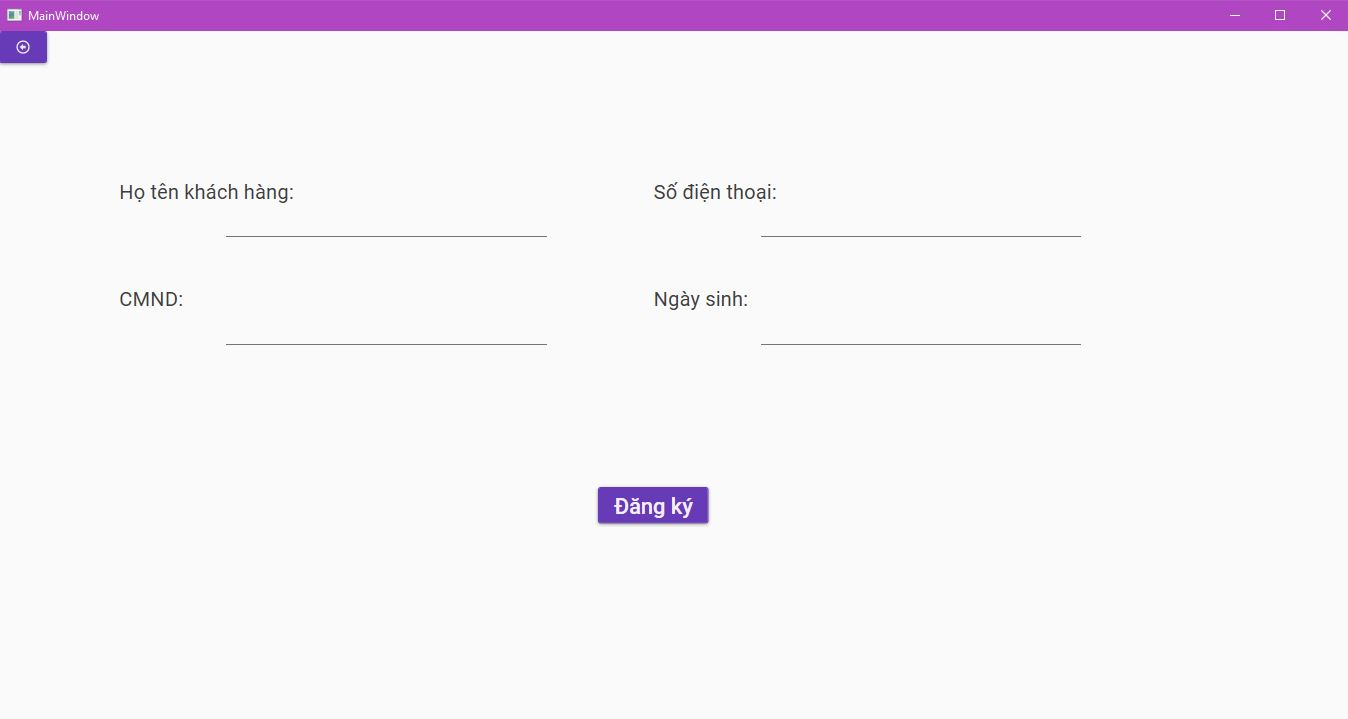 MainWindow
Họ tên khách hàng:
Số điện thoại:
CMND:
Ngày sinh:
Đăng ký